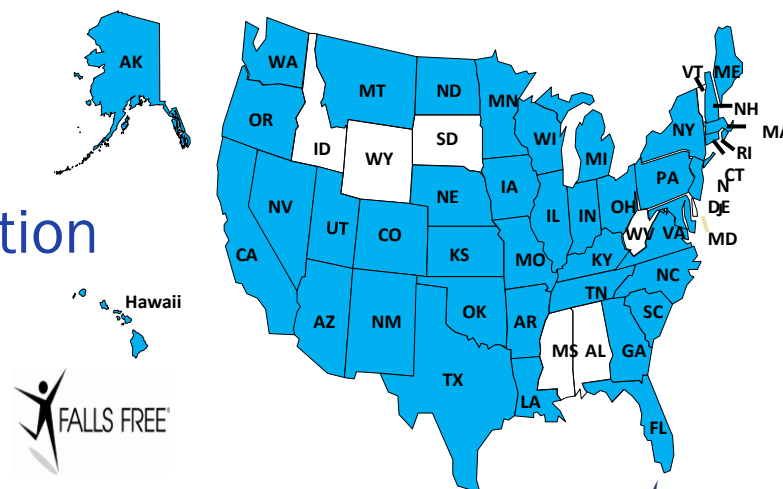 AK
WA
MT
ND
MN
VT
ME
NH
MA
OR
ID
WY
SD
WI
MI
NY
RI
CT
N
J
PA
DE
MD
NE
IA
NV
UT
CO
IL
IN
OH
WV
VA
tion
CA
KS
MO
KY
NC
TN
Hawaii
AZ
NM
OK
AR
SC
MS
AL
GA
TX
LA
FL
FALLS FREE®